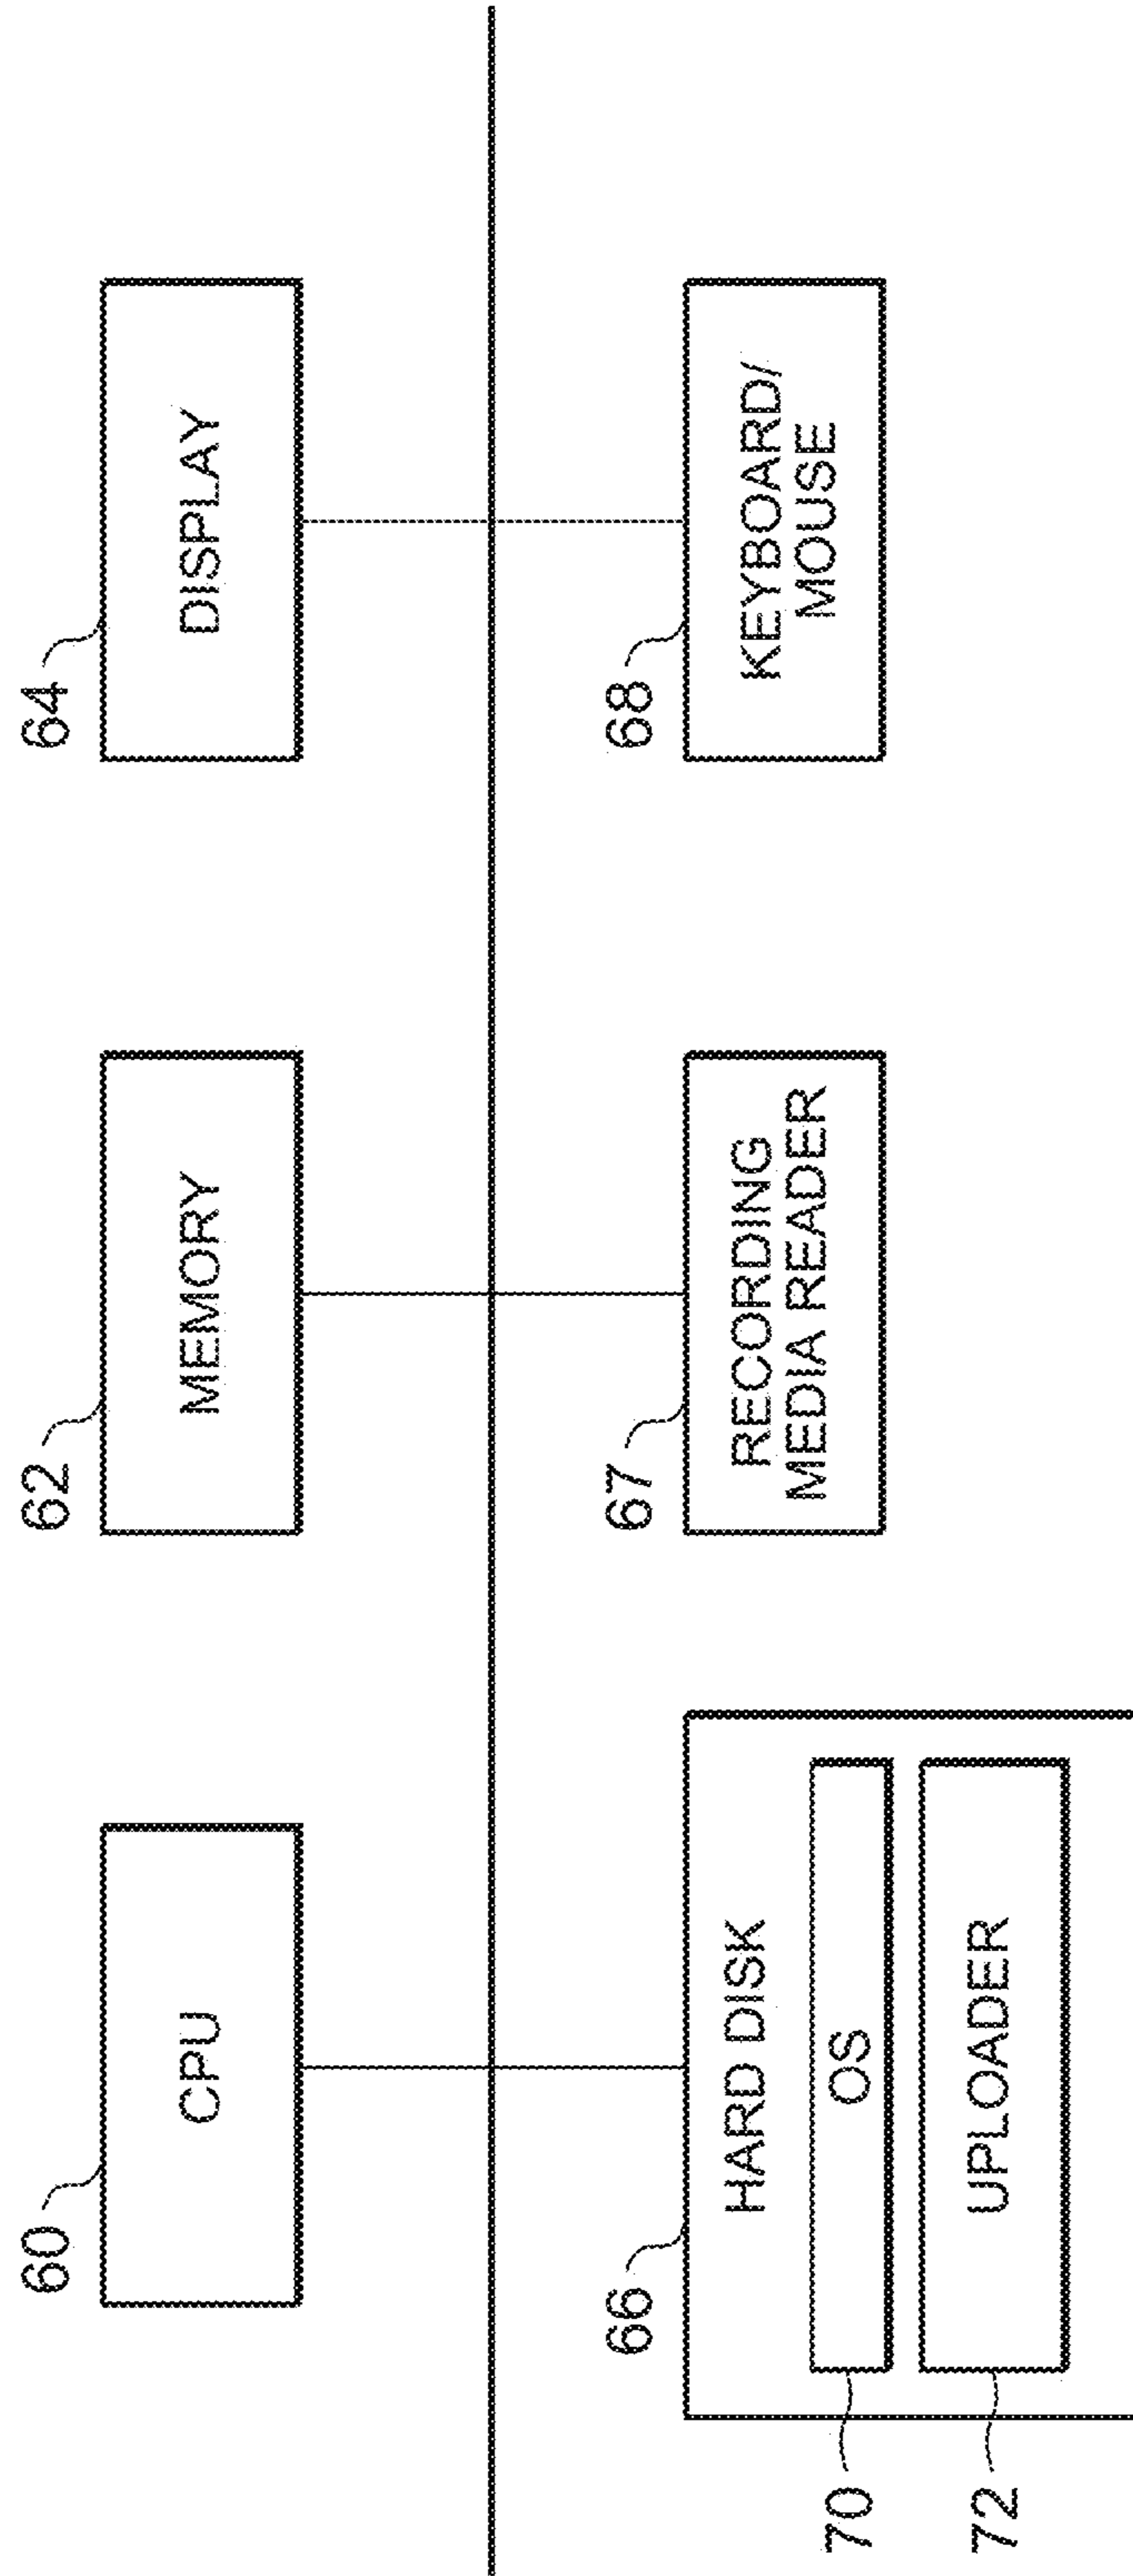 60
CPU
62
MEMORY
64
DISPLAY
66
HARD DISK
70
OS
72
UPLOADER
67
RECORDING
MEDIA READER
68
KEYBOARD/
MOUSE